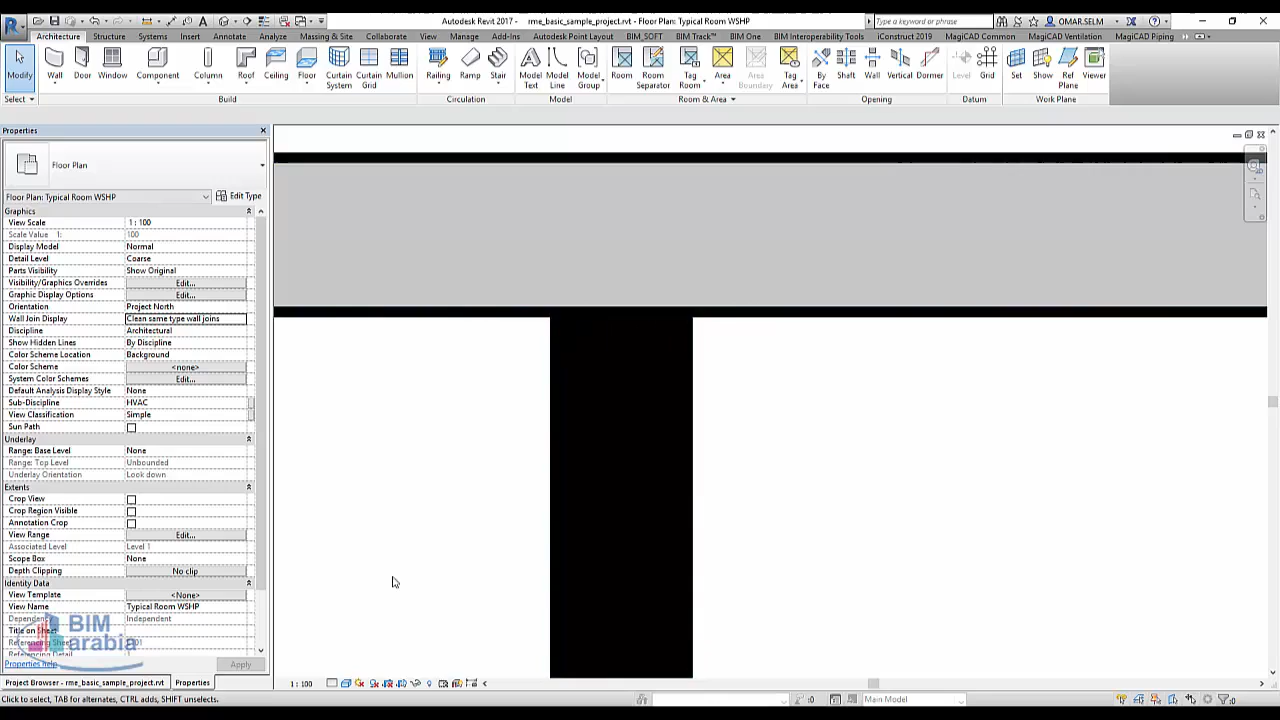 Autodesk Revit 2017 - rme_basic_sample_project.rvt - Floor Plan: Typical Room WSHP
Type a keyword or phrase
OMAR.SELM
Architecture Structure Systems Insert Annotate Analyze Massing & Site Collaborate View Manage Add-Ins Autodesk Point Layout BIM_SOFT BIM Track™ BIM One BIM Interoperability Tools iConstruct 2019 MagiCAD Common MagiCAD Ventilation MagiCAD Piping
Modify Wall Door Window Component Column Roof Ceiling Floor Curtain System Curtain Grid Mullion Railing Ramp Stair Model Text Model Line Model Group Room Room Separator Tag Room Area Area Boundary Tag Area By Face Shaft Wall Vertical Dormer Level Grid Set Show Ref Plane Viewer
Select Build Circulation Model Room & Area Opening Datum Work Plane
Properties
Floor Plan
Floor Plan: Typical Room WSHP Edit Type
Graphics
View Scale 1 : 100
Scale Value 1: 100
Display Model Normal
Detail Level Coarse
Parts Visibility Show Original
Visibility/Graphics Overrides Edit...
Graphic Display Options Edit...
Orientation Project North
Wall Join Display Clean same type wall joins
Discipline Architectural
Show Hidden Lines By Discipline
Color Scheme Location Background
Color Scheme <none>
System Color Schemes Edit...
Default Analysis Display Style None
Sub-Discipline HVAC
View Classification Simple
Sun Path
Underlay
Range: Base Level None
Range: Top Level Unbounded
Underlay Orientation Look down
Extents
Crop View
Crop Region Visible
Annotation Crop
View Range Edit...
Associated Level Level 1
Scope Box None
Depth Clipping No clip
Identity Data
View Template <None>
View Name Typical Room WSHP
Dependency Independent
Title on Sheet
Referencing Sheet
Referencing Detail
BIM
arabia
Properties help Apply
Project Browser - rme_basic_sample_project.rvt Properties
1 : 100
Click to select, TAB for alternates, CTRL adds, SHIFT unselects.
:0 Main Model :0